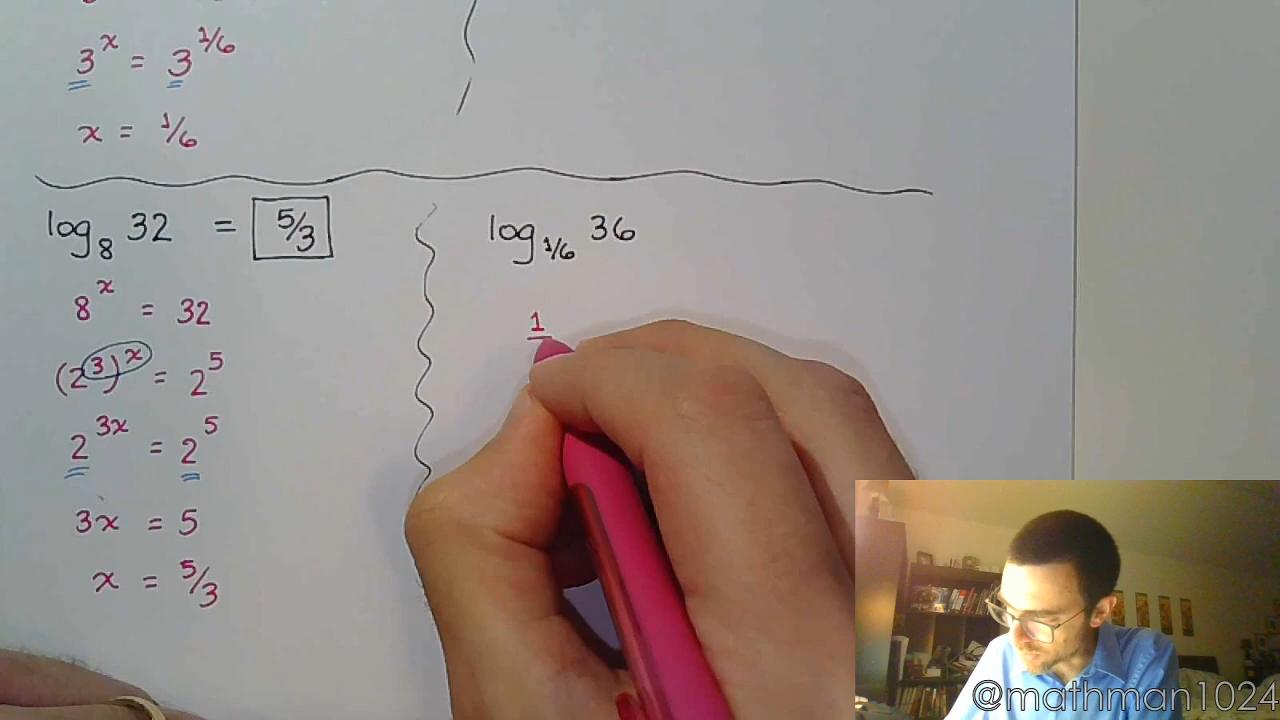 3^x = 3^1/6
x = 1/6
log_8 32 = 5/3
8^x = 32
(2^3)^x = 2^5
2^3x = 2^5
3x = 5
x = 5/3
log_1/6 36
1
@mathman1024